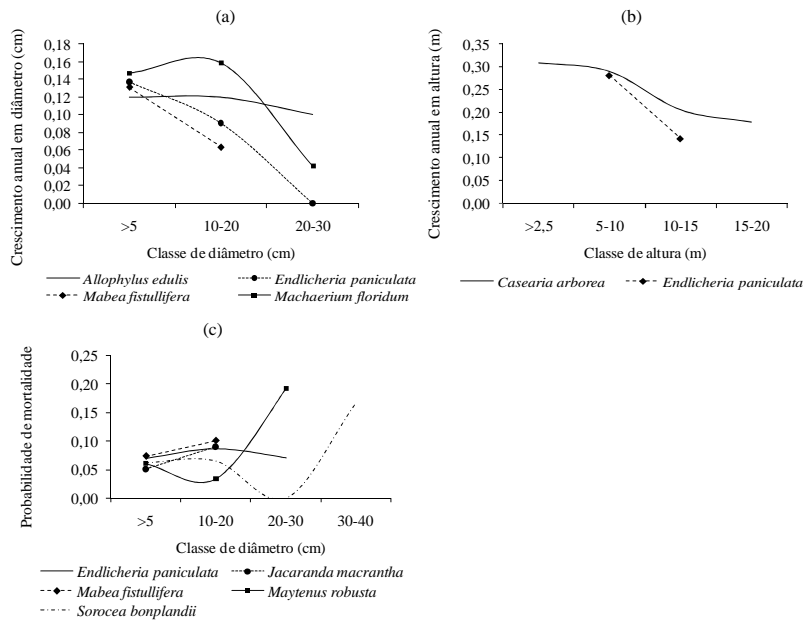 (a)
Crescimento anual em diâmetro (cm)
0,18
0,16
0,14
0,12
0,10
0,08
0,06
0,04
0,02
0,00
>5
10-20
20-30
Classe de diâmetro (cm)
Allophylus edulis
Endlicheria paniculata
Mabea fistullifera
Machaerium floridum
(b)
Crescimento anual em altura (m)
0,35
0,30
0,25
0,20
0,15
0,10
0,05
0,00
>2,5
5-10
10-15
15-20
Classe de altura (m)
Casearia arborea
Endlicheria paniculata
(c)
Probabilidade de mortalidade
0,25
0,20
0,15
0,10
0,05
0,00
>5
10-20
20-30
30-40
Classe de diâmetro (cm)
Endlicheria paniculata
Jacaranda macrantha
Mabea fistullifera
Maytenus robusta
Sorocea bonplandii